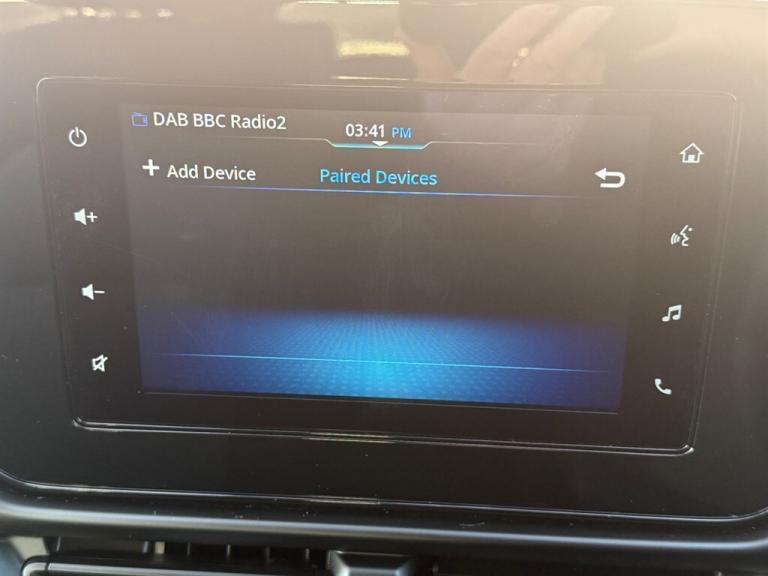 DAB BBC Radio2
03:41 PM
+ Add Device
Paired Devices